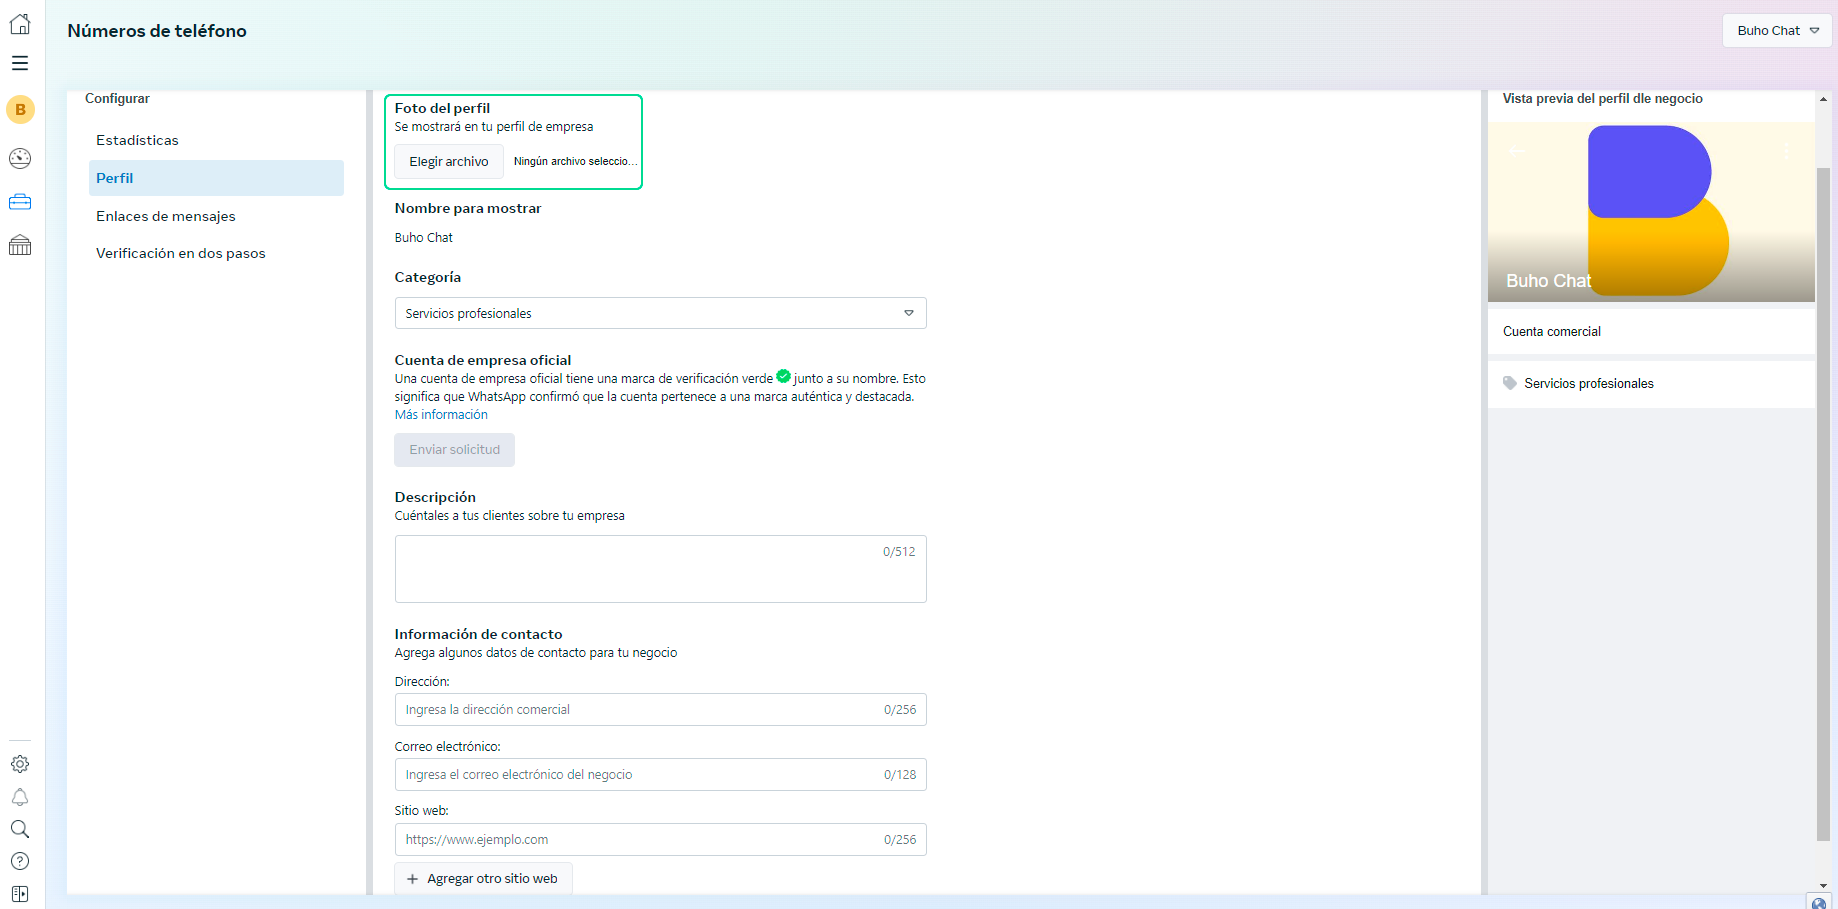 Números de teléfono
Buho Chat
B
Configurar
Estadísticas
Perfil
Enlaces de mensajes
Verificación en dos pasos
Foto del perfil
Se mostrará en tu perfil de empresa
Elegir archivo
Ningún archivo seleccio...
Nombre para mostrar
Buho Chat
Categoría
Servicios profesionales
Cuenta de empresa oficial
Una cuenta de empresa oficial tiene una marca de verificación verde junto a su nombre. Esto
significa que WhatsApp confirmó que la cuenta pertenece a una marca auténtica y destacada.
Más información
Enviar solicitud
Descripción
Cuéntales a tus clientes sobre tu empresa
0/512
Información de contacto
Agrega algunos datos de contacto para tu negocio
Dirección:
Ingresa la dirección comercial 0/256
Correo electrónico:
Ingresa el correo electrónico del negocio 0/128
Sitio web:
https://www.ejemplo.com 0/256
+ Agregar otro sitio web
Vista previa del perfil dle negocio
Buho Chat
Cuenta comercial
Servicios profesionales